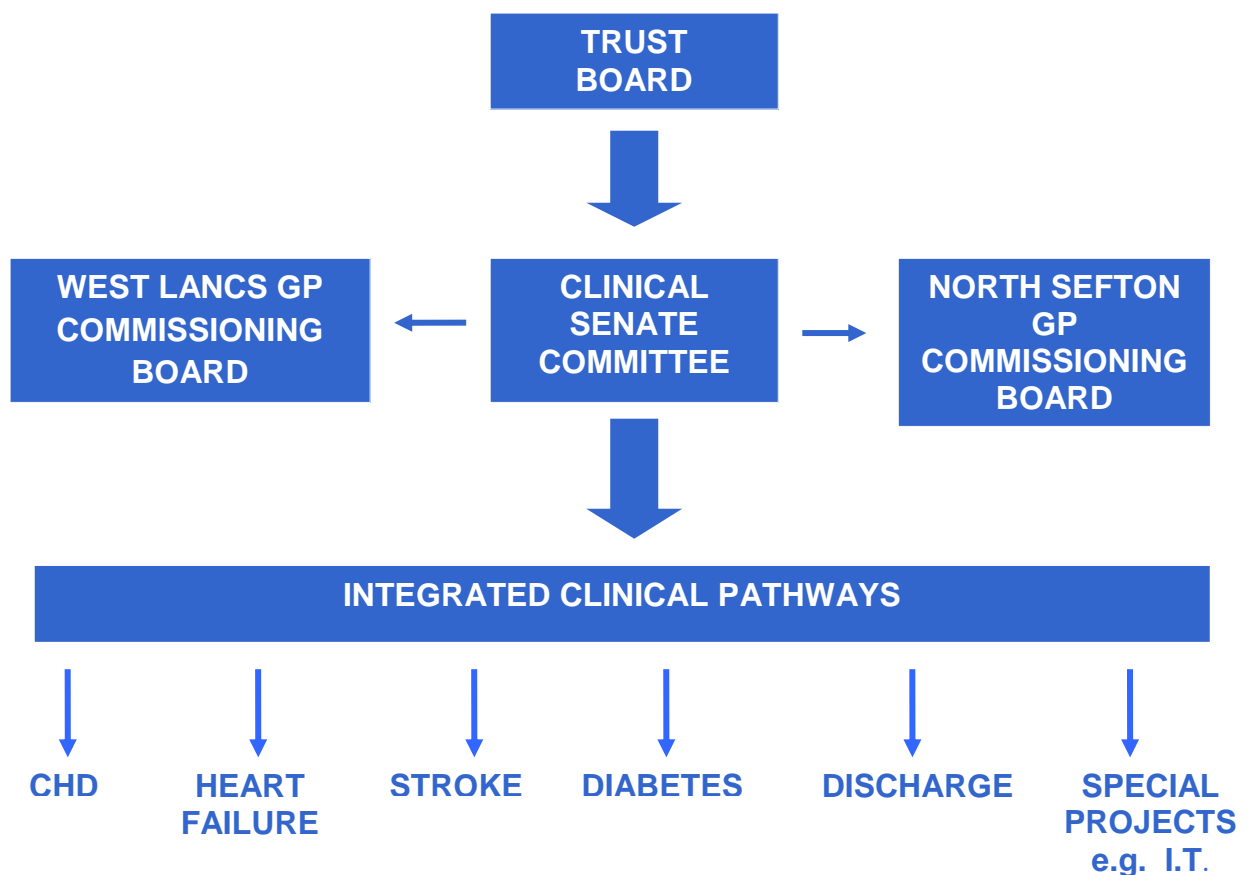 TRUST
BOARD
WEST LANCS GP
COMMISSIONING
BOARD
CLINICAL
SENATE
COMMITTEE
NORTH SEFTON
GP
COMMISSIONING
BOARD
INTEGRATED CLINICAL PATHWAYS
CHD
HEART
FAILURE
STROKE
DIABETES
DISCHARGE
SPECIAL
PROJECTS
e.g. I.T.